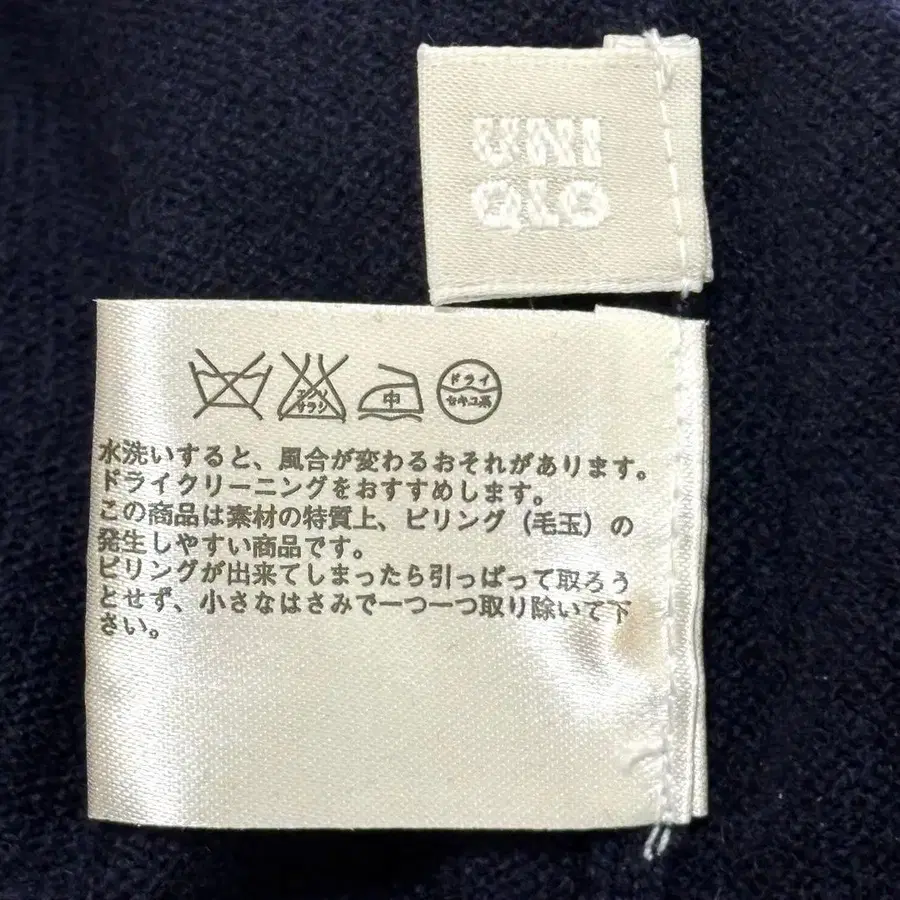 UNI
QLO
エンソ
サラシ
中
ドライ
セキユ系
水洗いすると、風合が変わるおそれがあります。
ドライクリーニングをおすすめします。
この商品は素材の特質上、ピリング(毛玉)の
発生しやすい商品です。
ピリングが出来てしまったら引っぱって取ろう
とせず、小さなはさみで一つ一つ取り除いて下
さい。